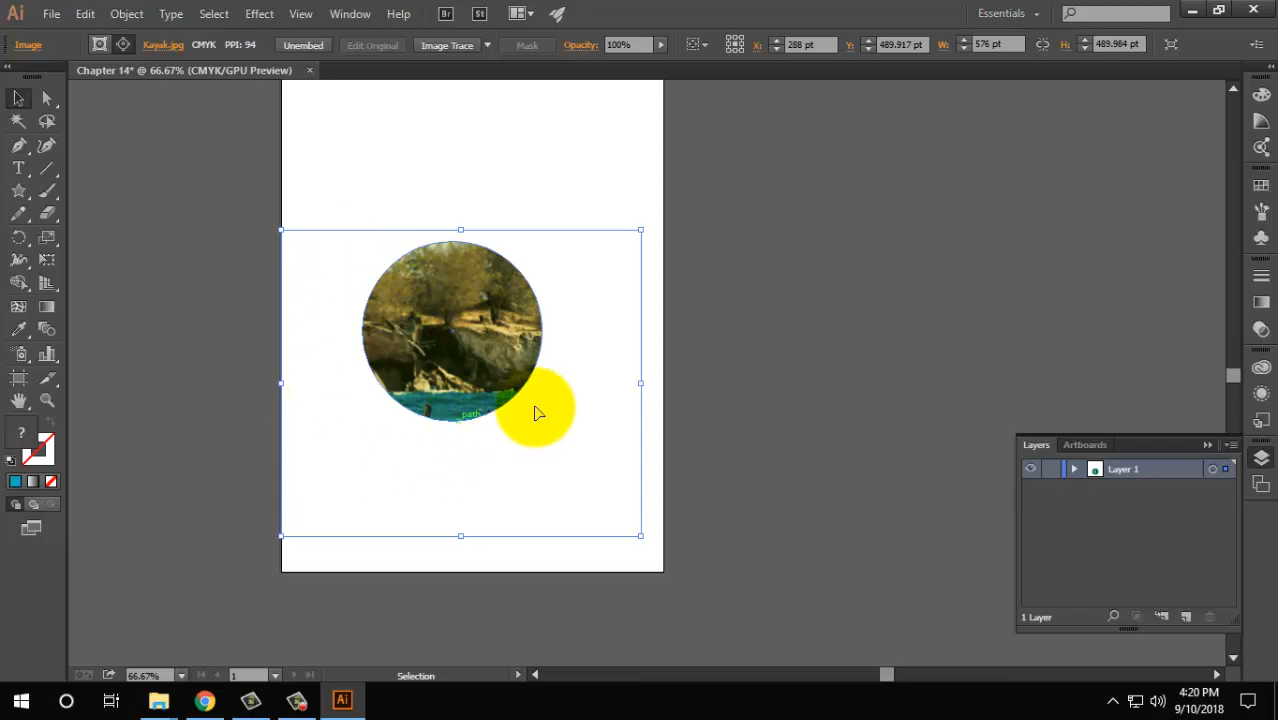 Ai File Edit Object Type Select Effect View Window Help Br St Essentials
Image Kayak.jpg CMYK PPI: 94 Unembed Edit Original Image Trace Mask Opacity: 100% X: 288 pt Y: 489.917 pt W: 576 pt H: 489.984 pt
Chapter 14* @ 66.67% (CMYK/GPU Preview)
path
?
Layers Artboards
Layer 1
1 Layer
66.67% 1 Selection
Ai 4:20 PM
9/10/2018